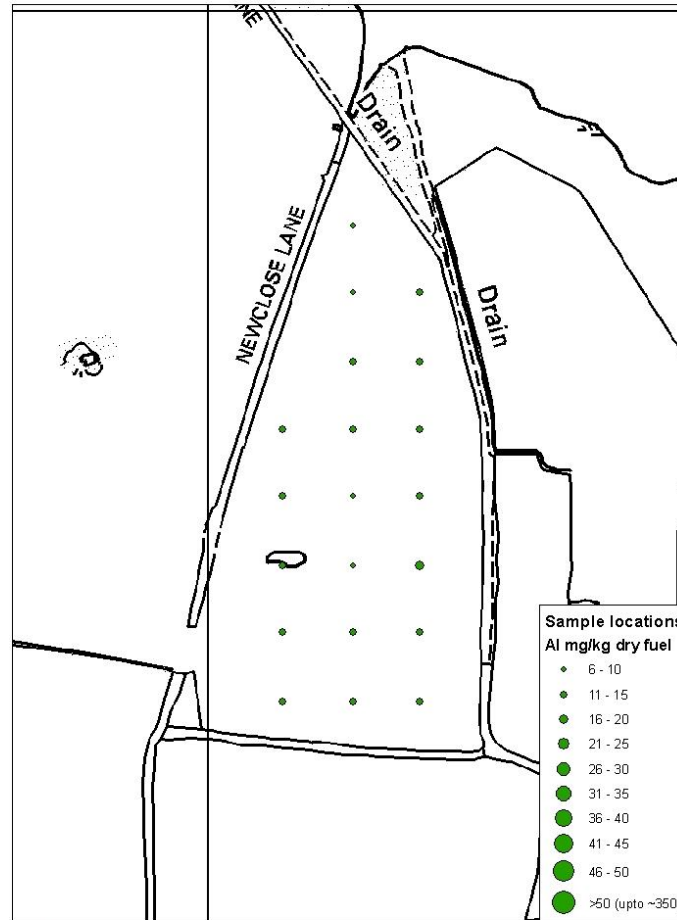 Drain
NEWCLOSE LANE
Drain
Sample locations
Al mg/kg dry fuel
6 - 10
11 - 15
16 - 20
21 - 25
26 - 30
31 - 35
36 - 40
41 - 45
46 - 50
>50 (upto ~350